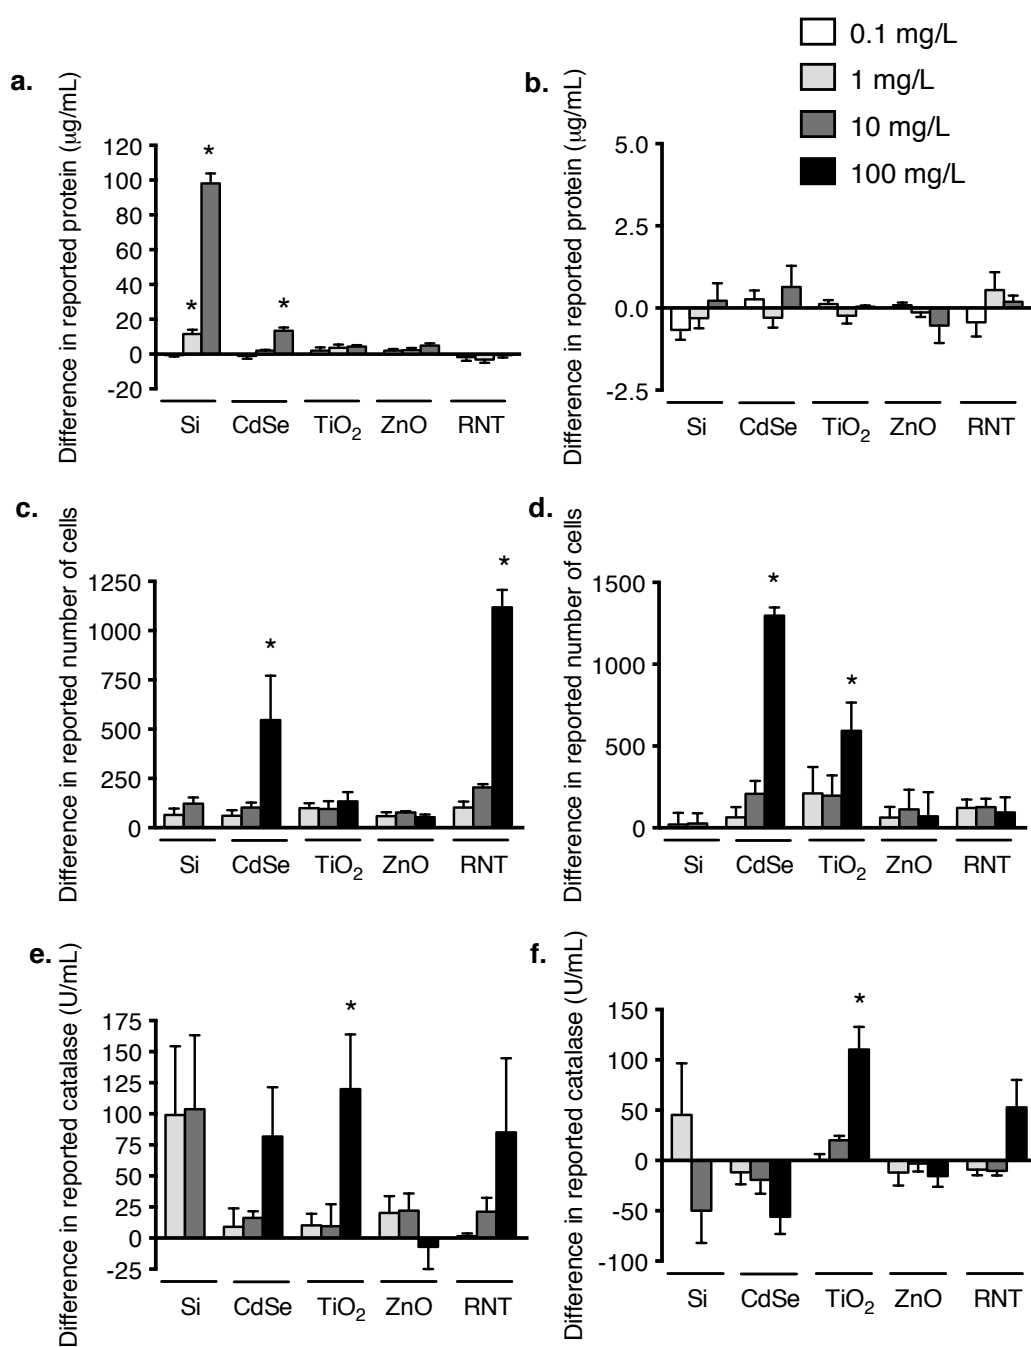 0.1 mg/L
1 mg/L
10 mg/L
100 mg/L
a.
Difference in reported protein (µg/mL)
120
100
80
60
40
20
0
-20
*
*
*
Si CdSe TiO₂ ZnO RNT
b.
Difference in reported protein (µg/mL)
5.0
2.5
0.0
-2.5
Si CdSe TiO₂ ZnO RNT
c.
Difference in reported number of cells
1250
1000
750
500
250
0
*
*
Si CdSe TiO₂ ZnO RNT
d.
Difference in reported number of cells
1500
1000
500
0
*
*
Si CdSe TiO₂ ZnO RNT
e.
Difference in reported catalase (U/mL)
175
150
125
100
75
50
25
0
-25
*
Si CdSe TiO₂ ZnO RNT
f.
Difference in reported catalase (U/mL)
150
100
50
0
-50
-100
*
Si CdSe TiO₂ ZnO RNT